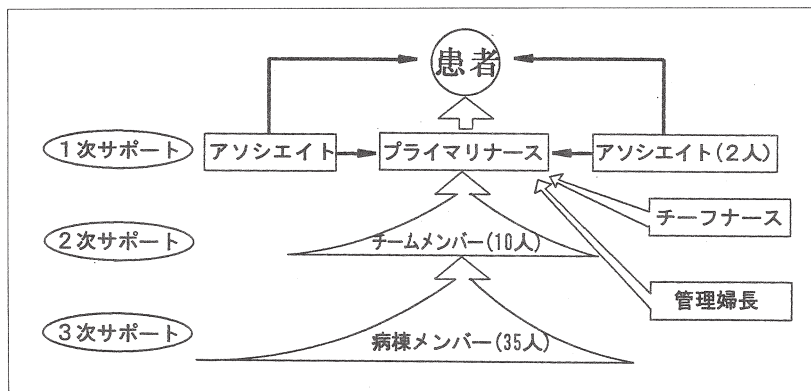 患者
1次サポート
アソシエイト
プライマリナース
アソシエイト(2人)
チーフナース
2次サポート
チームメンバー(10人)
管理婦長
3次サポート
病棟メンバー(35人)